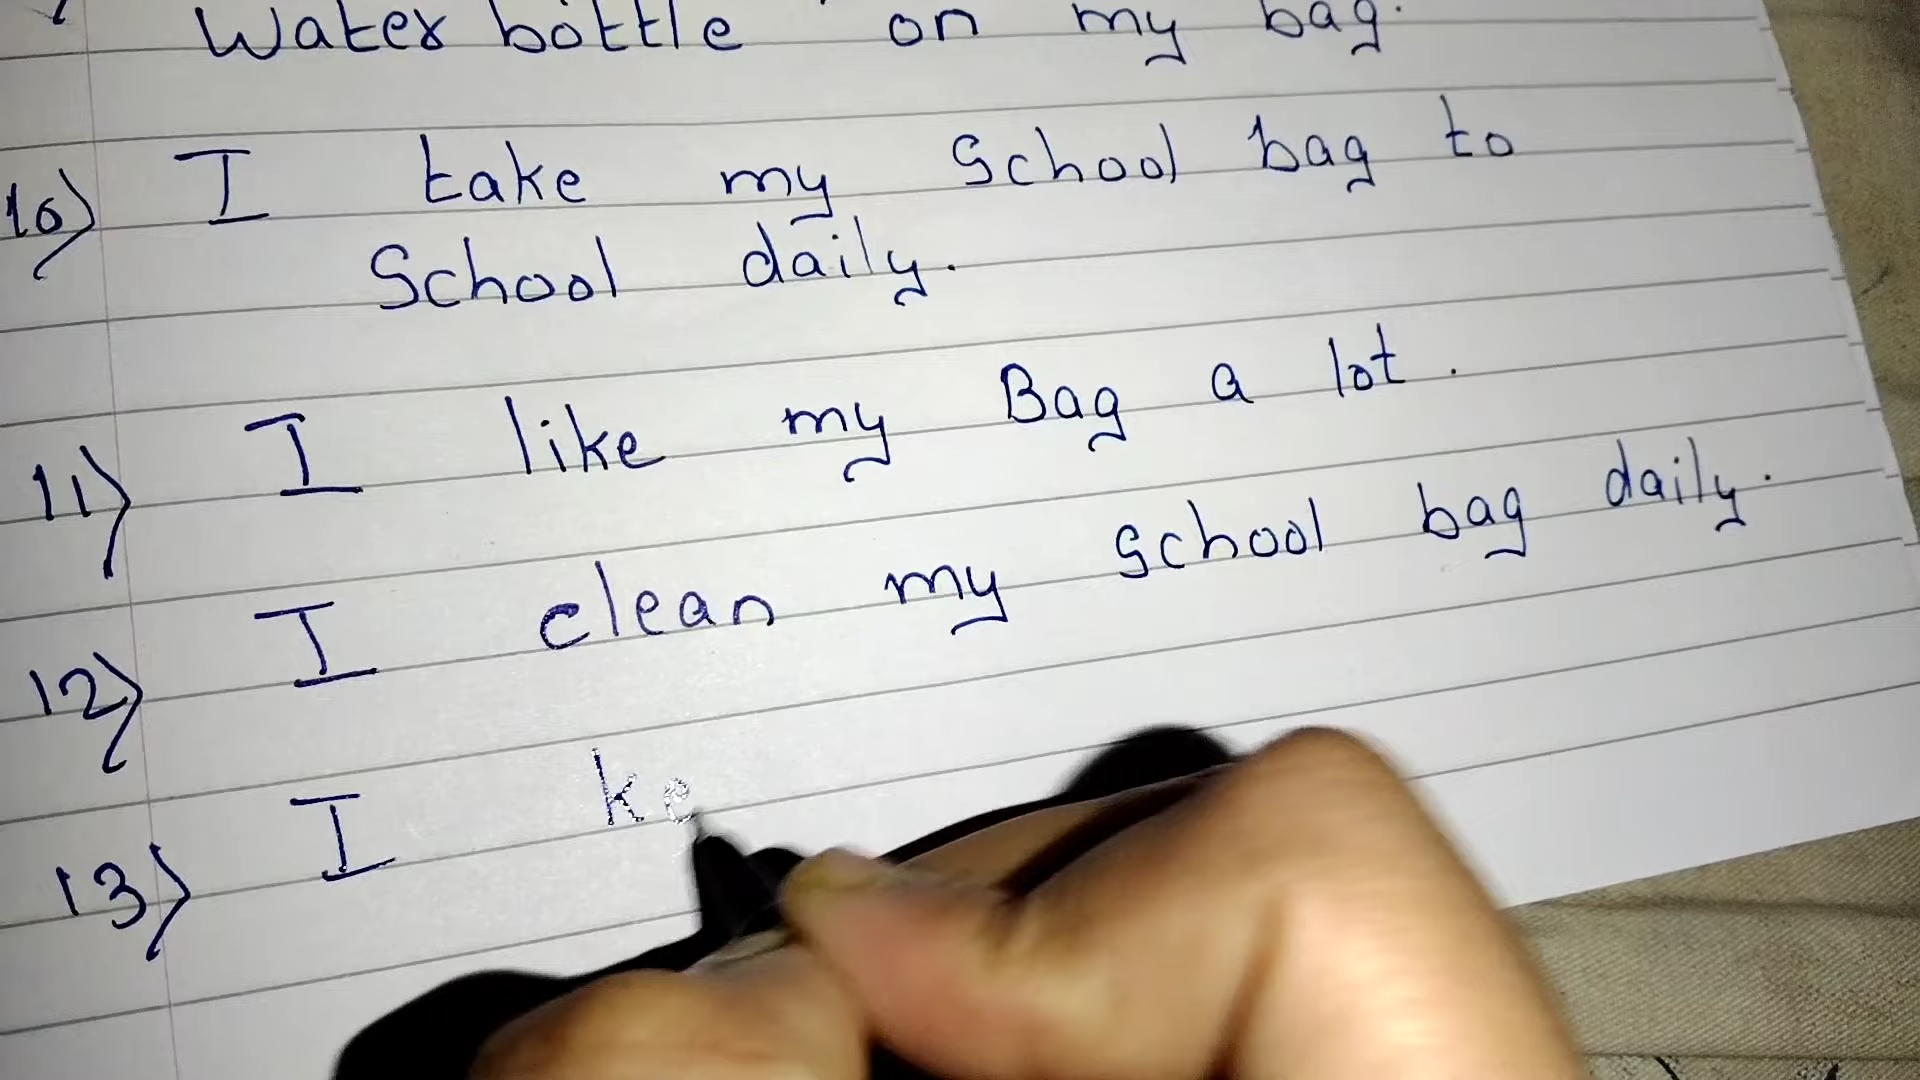 Water bottle on my bag.
10) I take my School bag to
School daily.
11) I like my Bag a lot.
12) I clean my school bag daily.
13) I ke